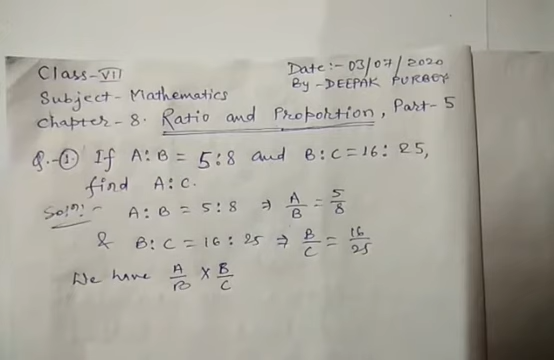 Class-VII
Date:- 03/07/2020
By -DEEPAK PURBEY
Subject- Mathematics
Chapter-8. Ratio and Proportion, Part-5
Q.-① If A:B = 5:8 and B:C=16:25,
find A:C.
Solⁿ:- A:B = 5:8 ⇒ A/B = 5/8
& B:C = 16:25 ⇒ B/C = 16/25
We have A/B × B/C